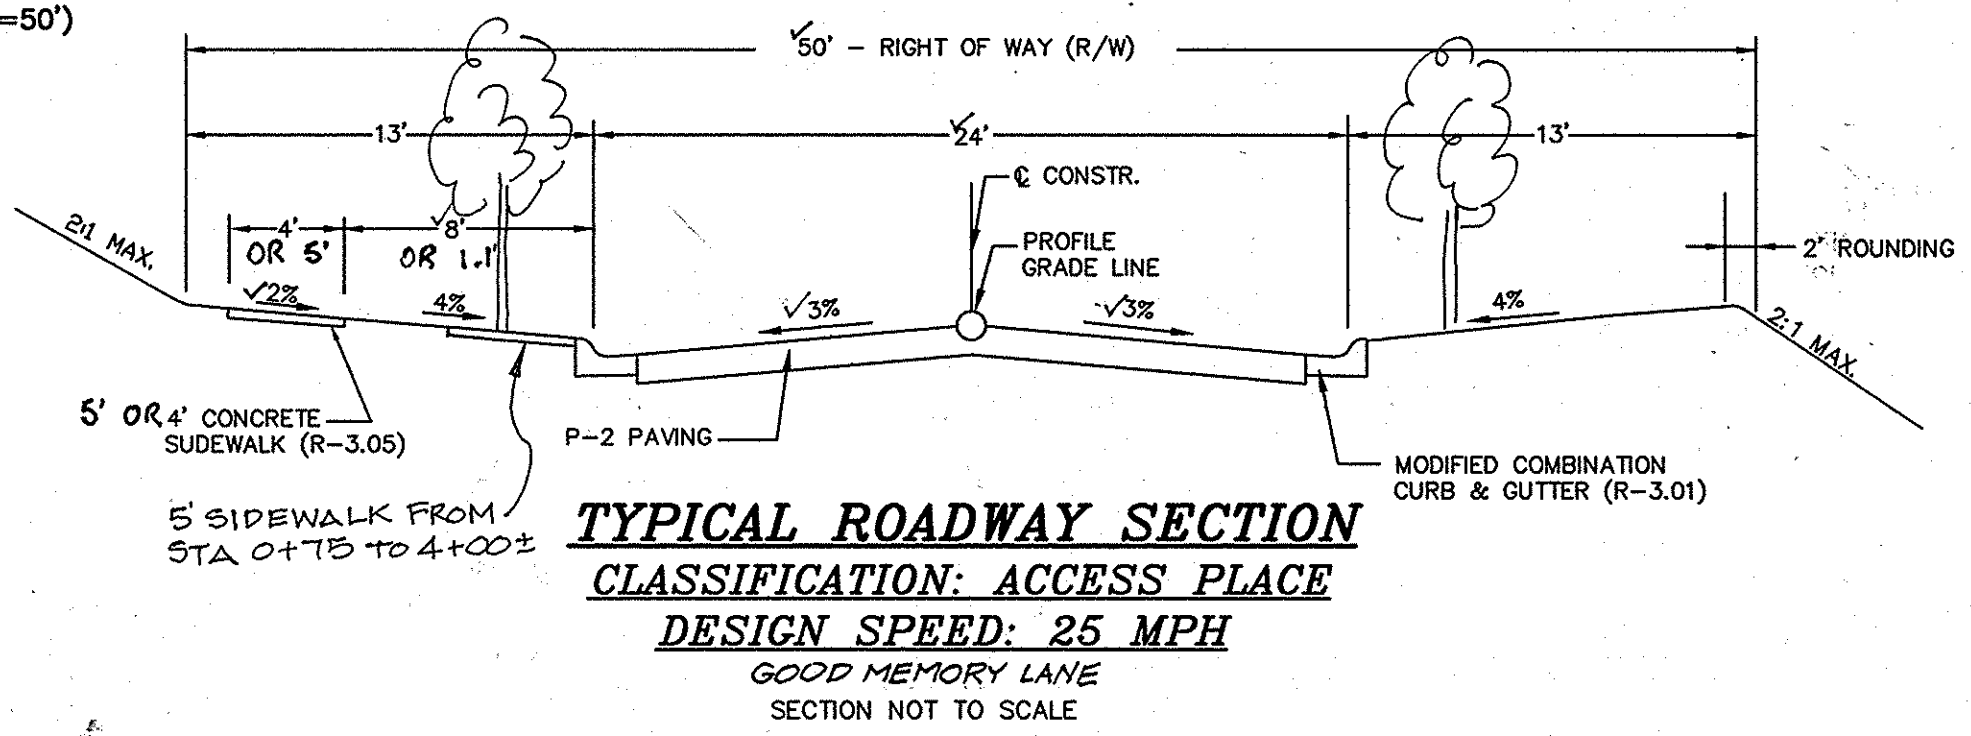 =50')
✓50' - RIGHT OF WAY (R/W)
13'
✓24'
13'
℄ CONSTR.
2:1 MAX.
4'
OR 5'
✓8'
OR 1.1'
PROFILE
GRADE LINE
2' ROUNDING
✓2%
4%
✓3%
✓3%
4%
2:1 MAX.
5' OR 4' CONCRETE
SUDEWALK (R-3.05)
P-2 PAVING
MODIFIED COMBINATION
CURB & GUTTER (R-3.01)
5' SIDEWALK FROM
STA 0+75 TO 4+00±
TYPICAL ROADWAY SECTION
CLASSIFICATION: ACCESS PLACE
DESIGN SPEED: 25 MPH
GOOD MEMORY LANE
SECTION NOT TO SCALE